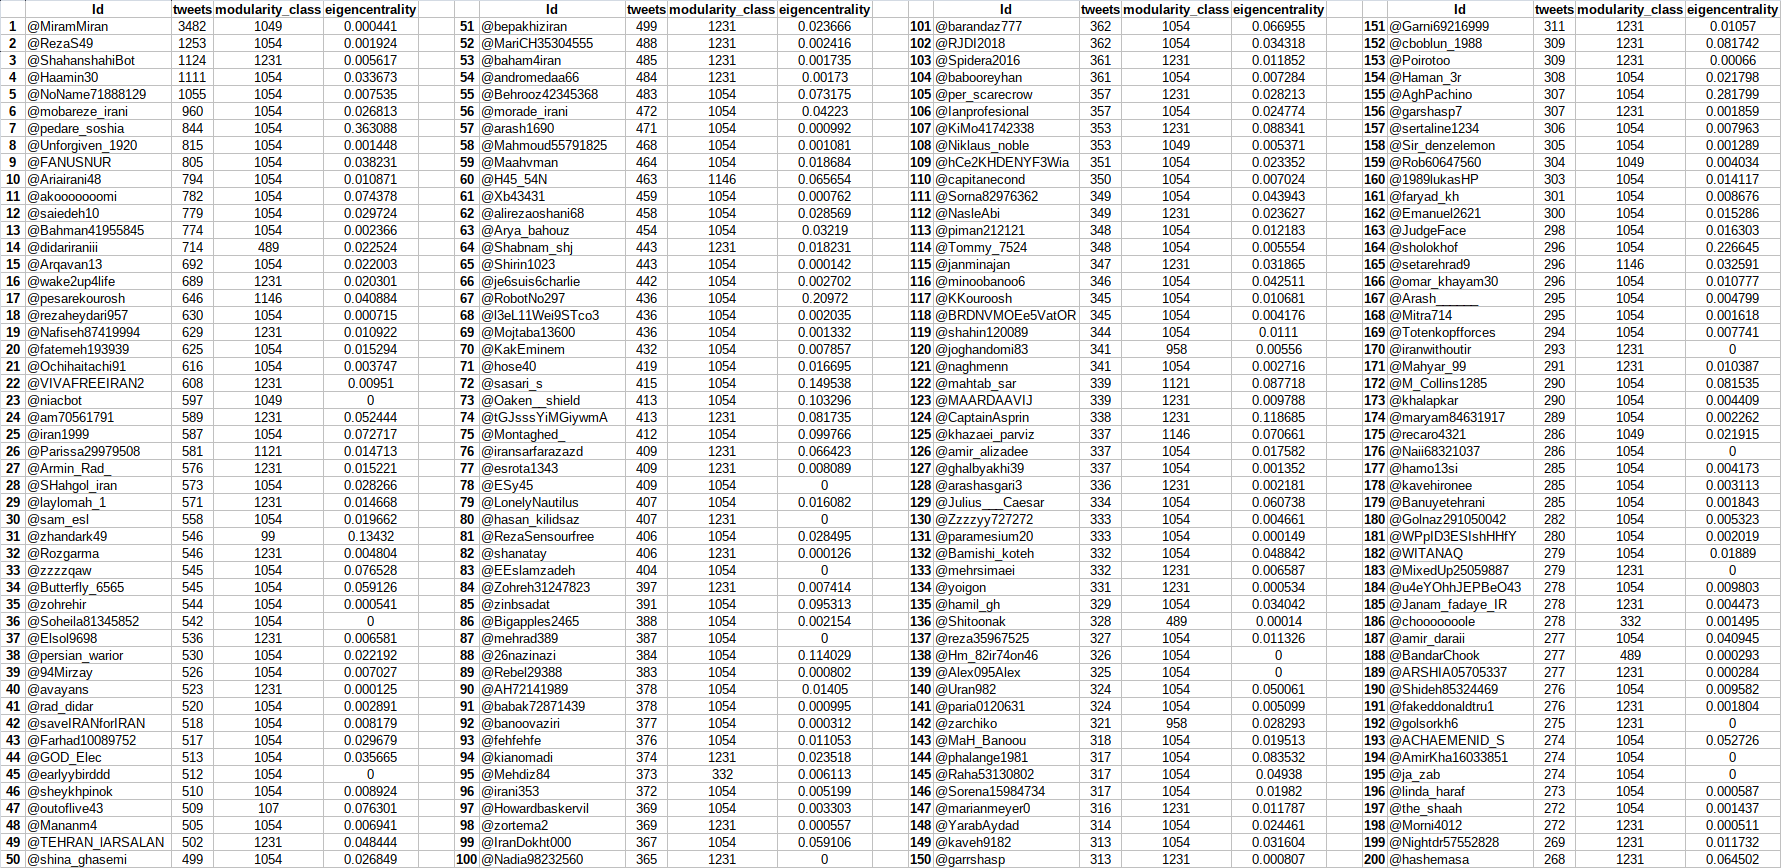 Id tweets modularity_class eigencentrality Id tweets modularity_class eigencentrality Id tweets modularity_class eigencentrality Id tweets modularity_class eigencentrality
1 @MiramMiran 3482 1049 0.000441 51 @bepakhiziran 499 1231 0.023666 101 @barandaz777 362 1054 0.066955 151 @Garni69216999 311 1231 0.01057
2 @RezaS49 1253 1054 0.001924 52 @MariCH35304555 488 1231 0.002416 102 @RJDI2018 362 1054 0.034318 152 @cboblun_1988 309 1231 0.081742
3 @ShahanshahiBot 1124 1231 0.005617 53 @baham4iran 485 1231 0.001735 103 @Spidera2016 361 1231 0.011852 153 @Poirotoo 309 1231 0.00066
4 @Haamin30 1111 1054 0.033673 54 @andromedaa66 484 1231 0.00173 104 @babooreyhan 361 1054 0.007284 154 @Haman_3r 308 1054 0.021798
5 @NoName71888129 1055 1054 0.007535 55 @Behrooz42345368 483 1054 0.073175 105 @per_scarecrow 357 1231 0.028213 155 @AghPachino 307 1054 0.281799
6 @mobareze_irani 960 1054 0.026813 56 @morade_irani 472 1054 0.04223 106 @Ianprofesional 357 1054 0.024774 156 @garshasp7 307 1231 0.001859
7 @pedare_soshia 844 1054 0.363088 57 @arash1690 471 1054 0.000992 107 @KiMo41742338 353 1231 0.088341 157 @sertaline1234 306 1054 0.007963
8 @Unforgiven_1920 815 1054 0.001448 58 @Mahmoud55791825 468 1054 0.001081 108 @Niklaus_noble 353 1049 0.005371 158 @Sir_denzelemon 305 1054 0.001289
9 @FANUSNUR 805 1054 0.038231 59 @Maahvman 464 1054 0.018684 109 @hCe2KHDENYF3Wia 351 1054 0.023352 159 @Rob60647560 304 1049 0.004034
10 @Ariairani48 794 1054 0.010871 60 @H45_54N 463 1146 0.065654 110 @capitanecond 350 1054 0.007024 160 @1989lukasHP 303 1054 0.014117
11 @akooooooomi 782 1054 0.074378 61 @Xb43431 459 1054 0.000762 111 @Sorna82976362 349 1054 0.043943 161 @faryad_kh 301 1054 0.008676
12 @saiedeh10 779 1054 0.029724 62 @alirezaoshani68 458 1054 0.028569 112 @NasleAbi 349 1231 0.023627 162 @Emanuel2621 300 1054 0.015286
13 @Bahman41955845 774 1054 0.002366 63 @Arya_bahouz 454 1054 0.03219 113 @piman212121 348 1054 0.012183 163 @JudgeFace 298 1054 0.016303
14 @didariraniii 714 489 0.022524 64 @Shabnam_shj 443 1231 0.018231 114 @Tommy_7524 348 1054 0.005554 164 @sholokhof 296 1054 0.226645
15 @Arqavan13 692 1054 0.022003 65 @Shirin1023 443 1054 0.000142 115 @janminajan 347 1231 0.031865 165 @setarehrad9 296 1146 0.032591
16 @wake2up4life 689 1231 0.020301 66 @je6suis6charlie 442 1054 0.002702 116 @minoobanoo6 346 1054 0.042511 166 @omar_khayam30 296 1054 0.010777
17 @pesarekourosh 646 1146 0.040884 67 @RobotNo297 436 1054 0.20972 117 @KKouroosh 345 1054 0.010681 167 @Arash______ 295 1054 0.004799
18 @rezaheydari957 630 1054 0.000715 68 @I3eL11Wei9STco3 436 1054 0.002035 118 @BRDNVMOEe5VatOR 345 1054 0.004176 168 @Mitra714 295 1054 0.001618
19 @Nafiseh87419994 629 1231 0.010922 69 @Mojtaba13600 436 1054 0.001332 119 @shahin120089 344 1054 0.0111 169 @Totenkopfforces 294 1054 0.007741
20 @fatemeh193939 625 1054 0.015294 70 @KakEminem 432 1054 0.007857 120 @joghandomi83 341 958 0.00556 170 @iranwithoutir 293 1231 0
21 @Ochihaitachi91 616 1054 0.003747 71 @hose40 419 1054 0.016695 121 @naghmenn 341 1054 0.002716 171 @Mahyar_99 291 1231 0.010387
22 @VIVAFREEIRAN2 608 1231 0.00951 72 @sasari_s 415 1054 0.149538 122 @mahtab_sar 339 1121 0.087718 172 @M_Collins1285 290 1054 0.081535
23 @niacbot 597 1049 0 73 @Oaken__shield 413 1054 0.103296 123 @MAARDAAVIJ 339 1231 0.009788 173 @khalapkar 290 1054 0.004409
24 @am70561791 589 1231 0.052444 74 @tGJsssYiMGiywmA 413 1231 0.081735 124 @CaptainAsprin 338 1231 0.118685 174 @maryam84631917 289 1054 0.002262
25 @iran1999 587 1054 0.072717 75 @Montaghed_ 412 1054 0.099766 125 @khazaei_parviz 337 1146 0.070661 175 @recaro4321 286 1049 0.021915
26 @Parissa29979508 581 1121 0.014713 76 @iransarfarazazd 409 1231 0.066423 126 @amir_alizadee 337 1054 0.017582 176 @Naii68321037 286 1054 0
27 @Armin_Rad_ 576 1231 0.015221 77 @esrota1343 409 1231 0.008089 127 @ghalbyakhi39 337 1054 0.001352 177 @hamo13si 285 1054 0.004173
28 @SHahgol_iran 573 1054 0.028266 78 @ESy45 409 1054 0 128 @arashasgari3 336 1231 0.002181 178 @kavehironee 285 1054 0.003113
29 @laylomah_1 571 1231 0.014668 79 @LonelyNautilus 407 1054 0.016082 129 @Julius___Caesar 334 1054 0.060738 179 @Banuyetehrani 285 1054 0.001843
30 @sam_esl 558 1054 0.019662 80 @hasan_kilidsaz 407 1231 0 130 @Zzzzyy727272 333 1054 0.004661 180 @Golnaz291050042 282 1054 0.005323
31 @zhandark49 546 99 0.13432 81 @RezaSensourfree 406 1054 0.028495 131 @paramesium20 333 1054 0.000149 181 @WPpID3ESIshHHfY 280 1054 0.002019
32 @Rozgarma 546 1231 0.004804 82 @shanatay 406 1231 0.000126 132 @Bamishi_koteh 332 1054 0.048842 182 @WITANAQ 279 1054 0.01889
33 @zzzzqaw 545 1054 0.076528 83 @EEslamzadeh 404 1054 0 133 @mehrsimaei 332 1231 0.006587 183 @MixedUp25059887 279 1231 0
34 @Butterfly_6565 545 1054 0.059126 84 @Zohreh31247823 397 1231 0.007414 134 @yoigon 331 1231 0.000534 184 @u4eYOhhJEPBeO43 278 1054 0.009803
35 @zohrehir 544 1054 0.000541 85 @zinbsadat 391 1054 0.095313 135 @hamil_gh 329 1054 0.034042 185 @Janam_fadaye_IR 278 1231 0.004473
36 @Soheila81345852 542 1054 0 86 @Bigapples2465 388 1054 0.002154 136 @Shitoonak 328 489 0.00014 186 @chooooooole 278 332 0.001495
37 @Elsol9698 536 1231 0.006581 87 @mehrad389 387 1054 0 137 @reza35967525 327 1054 0.011326 187 @amir_daraii 277 1054 0.040945
38 @persian_warior 530 1054 0.022192 88 @26nazinazi 384 1054 0.114029 138 @Hm_82ir74on46 326 1054 0 188 @BandarChook 277 489 0.000293
39 @94Mirzay 526 1054 0.007027 89 @Rebel29388 383 1054 0.000802 139 @Alex095Alex 325 1054 0 189 @ARSHIA05705337 277 1231 0.000284
40 @avayans 523 1231 0.000125 90 @AH72141989 378 1054 0.01405 140 @Uran982 324 1054 0.050061 190 @Shideh85324469 276 1054 0.009582
41 @rad_didar 520 1054 0.002891 91 @babak72871439 378 1054 0.000995 141 @paria0120631 324 1054 0.005099 191 @fakeddonaldtru1 276 1231 0.001804
42 @saveIRANforIRAN 518 1054 0.008179 92 @banoovaziri 377 1054 0.000312 142 @zarchiko 321 958 0.028293 192 @golsorkh6 275 1231 0
43 @Farhad10089752 517 1054 0.029679 93 @fehfehfe 376 1054 0.011053 143 @MaH_Banoou 318 1054 0.019513 193 @ACHAEMENID_S 274 1054 0.052726
44 @GOD_Elec 513 1054 0.035665 94 @kianomadi 374 1231 0.023518 144 @phalange1981 317 1054 0.083532 194 @AmirKha16033851 274 1054 0
45 @earlyybirddd 512 1054 0 95 @Mehdiz84 373 332 0.006113 145 @Raha53130802 317 1054 0.04938 195 @ja_zab 274 1054 0
46 @sheykhpinok 510 1054 0.008924 96 @irani353 372 1054 0.005199 146 @Sorena15984734 317 1054 0.01982 196 @linda_haraf 273 1054 0.000587
47 @outoflive43 509 107 0.076301 97 @Howardbaskervil 369 1054 0.003303 147 @marianmeyer0 316 1231 0.011787 197 @the_shaah 272 1054 0.001437
48 @Mananm4 505 1054 0.006941 98 @zortema2 369 1231 0.000557 148 @YarabAydad 314 1054 0.024461 198 @Morni4012 272 1231 0.000511
49 @TEHRAN_IARSALAN 502 1231 0.048444 99 @IranDokht000 367 1054 0.059106 149 @kaveh9182 313 1054 0.031604 199 @Nightdr57552828 269 1231 0.011732
50 @shina_ghasemi 499 1054 0.026849 100 @Nadia98232560 365 1231 0 150 @garrshasp 313 1231 0.000807 200 @hashemasa 268 1231 0.064502